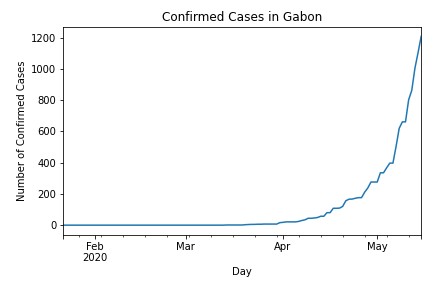 Confirmed Cases in Gabon
1200
1000
800
600
400
200
0
Number of Confirmed Cases
Feb
2020
Mar
Apr
May
Day